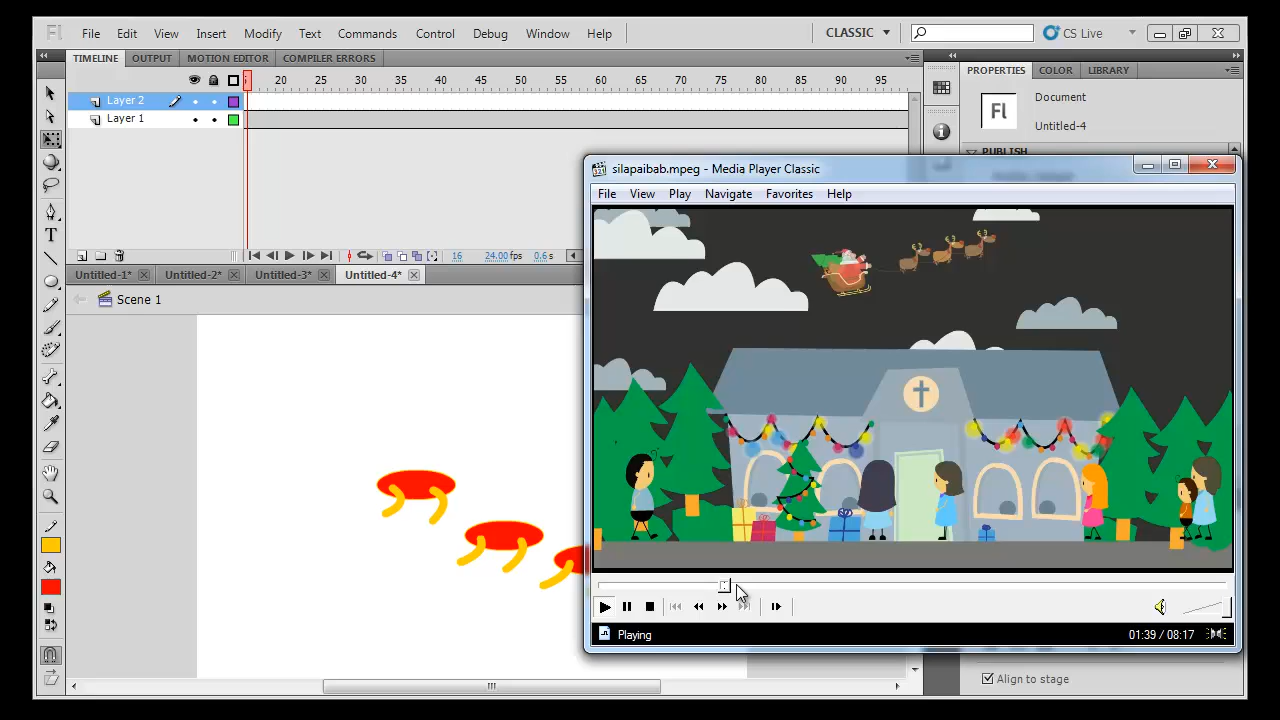 Fl File Edit View Insert Modify Text Commands Control Debug Window Help CLASSIC CS Live
TIMELINE OUTPUT MOTION EDITOR COMPILER ERRORS
PROPERTIES COLOR LIBRARY
20 25 30 35 40 45 50 55 60 65 70 75 80 85 90 95
Layer 2
Layer 1
Fl Document
Untitled-4
PUBLISH
silapaibab.mpeg - Media Player Classic
File View Play Navigate Favorites Help
16 24.00 fps 0.6 s
Untitled-1* Untitled-2* Untitled-3* Untitled-4*
Scene 1
T
Playing 01:39 / 08:17
Align to stage